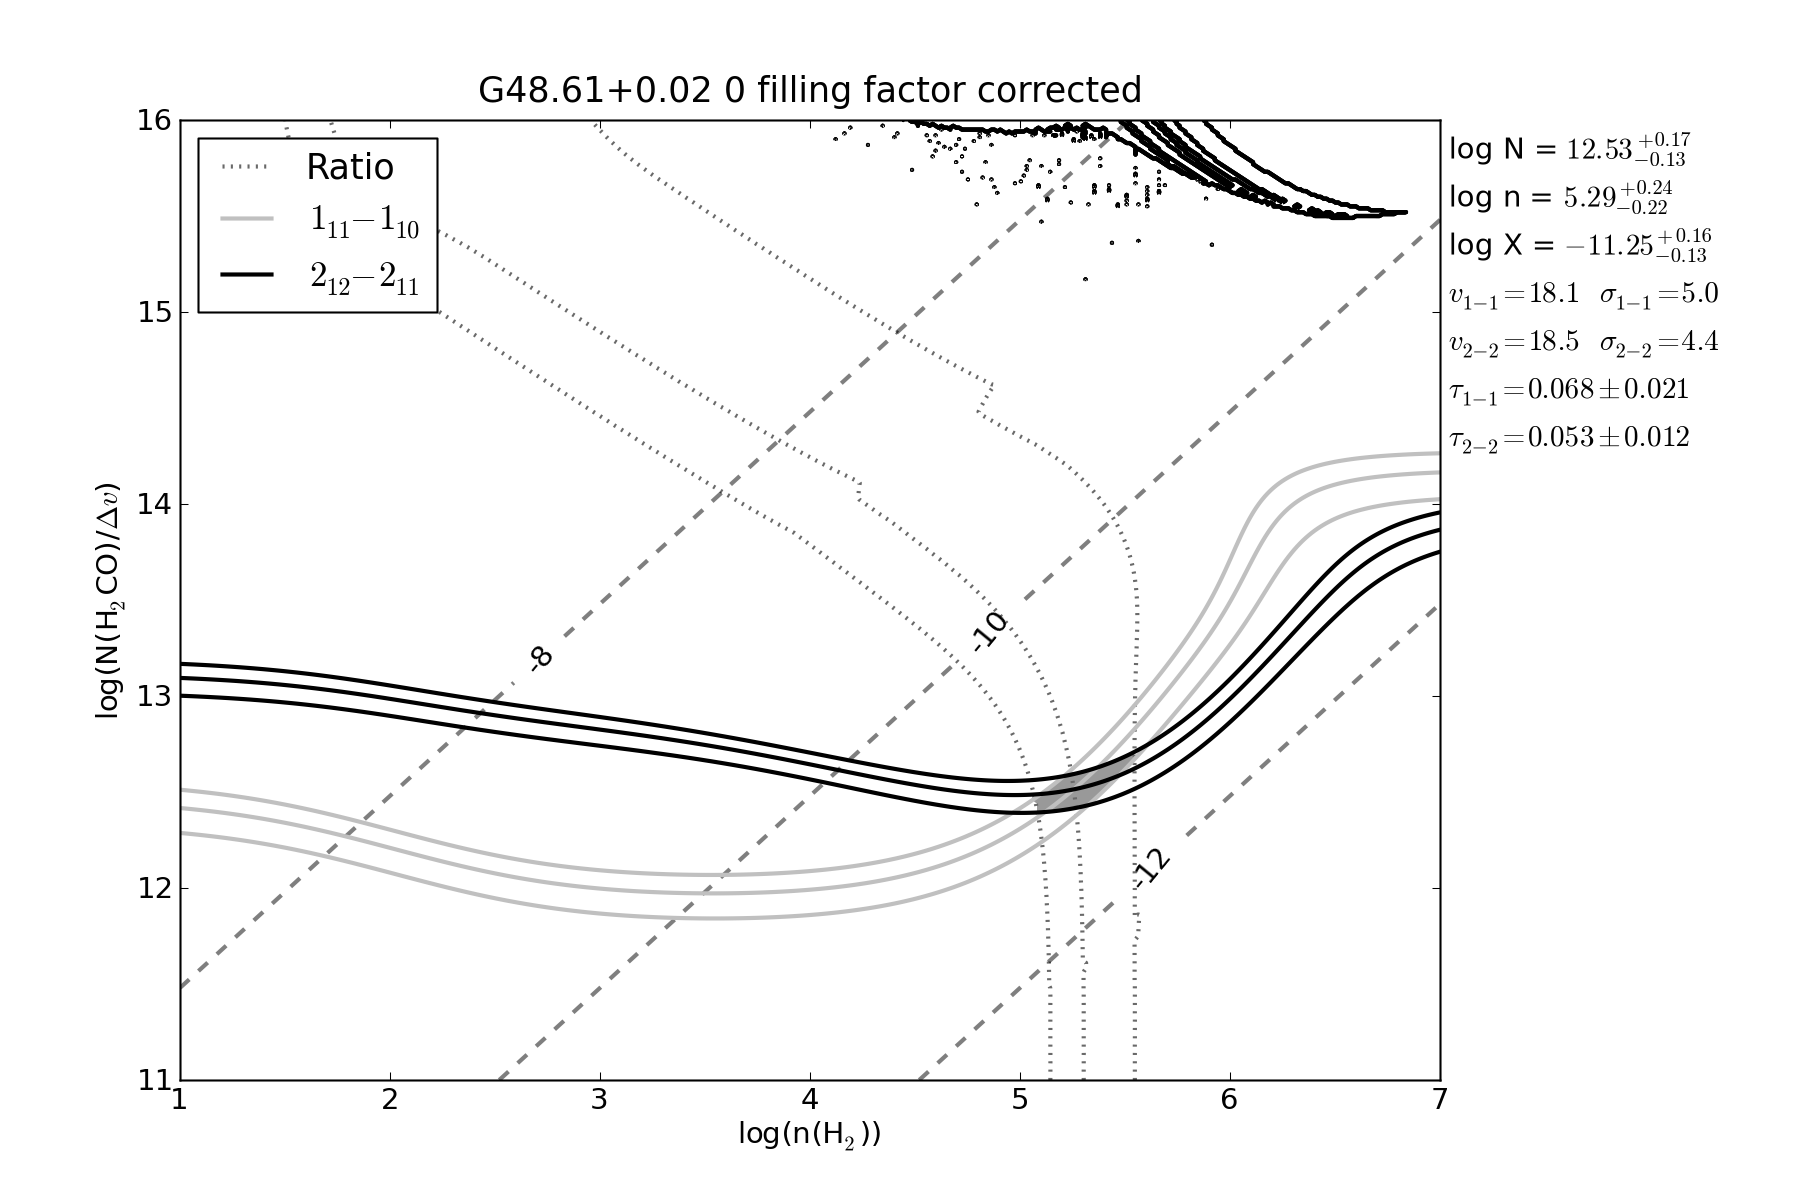 G48.61+0.02 0 filling factor corrected
16
15
14
13
12
11
log(N(H₂CO)/Δv)
Ratio
1₁₁−1₁₀
2₁₂−2₁₁
-8
-10
-12
1 2 3 4 5 6 7
log(n(H₂))
log N = 12.53 +0.17 −0.13
log n = 5.29 +0.24 −0.22
log X = −11.25 +0.16 −0.13
v₁₋₁=18.1 σ₁₋₁=5.0
v₂₋₂=18.5 σ₂₋₂=4.4
τ₁₋₁=0.068±0.021
τ₂₋₂=0.053±0.012